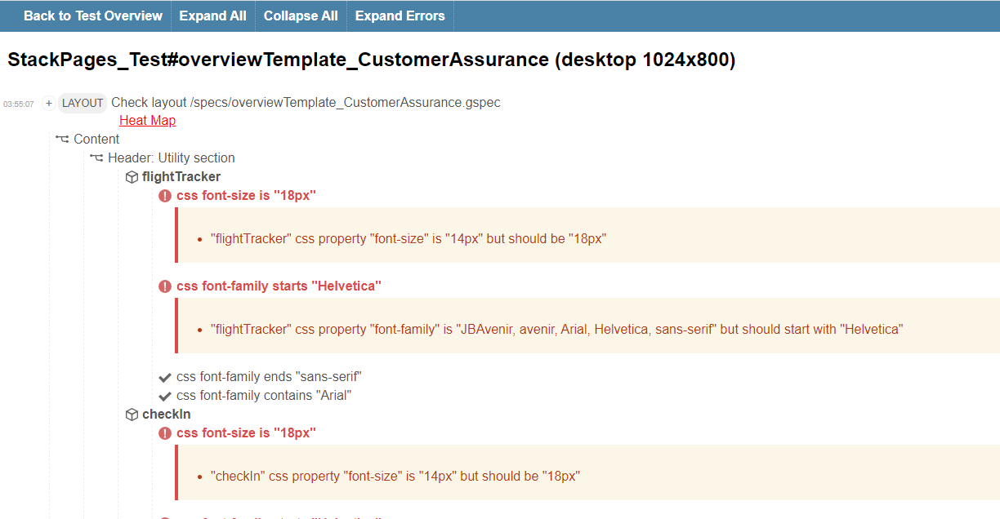 Back to Test Overview Expand All Collapse All Expand Errors
StackPages_Test#overviewTemplate_CustomerAssurance (desktop 1024x800)
03:55:07 + LAYOUT Check layout /specs/overviewTemplate_CustomerAssurance.gspec
Heat Map
Content
Header: Utility section
flightTracker
css font-size is "18px"
• "flightTracker" css property "font-size" is "14px" but should be "18px"
css font-family starts "Helvetica"
• "flightTracker" css property "font-family" is "JBAvenir, avenir, Arial, Helvetica, sans-serif" but should start with "Helvetica"
css font-family ends "sans-serif"
css font-family contains "Arial"
checkIn
css font-size is "18px"
• "checkIn" css property "font-size" is "14px" but should be "18px"